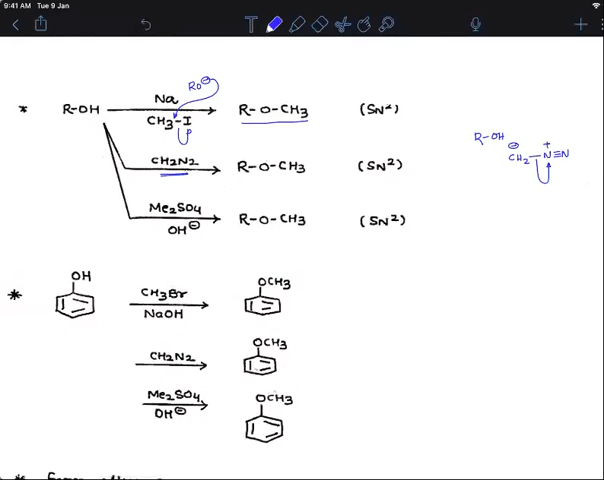 9:41 AM Tue 9 Jan
T
Na
RO⊖
* R-OH
R-O-CH3 (SN²)
CH3-I
R-OH
⊖ +
CH2-N≡N
CH2N2
R-O-CH3 (SN²)
Me2SO4
R-O-CH3 (SN²)
OH⊖
* OH
CH3Br
OCH3
NaOH
CH2N2
OCH3
Me2SO4
OCH3
OH⊖
*